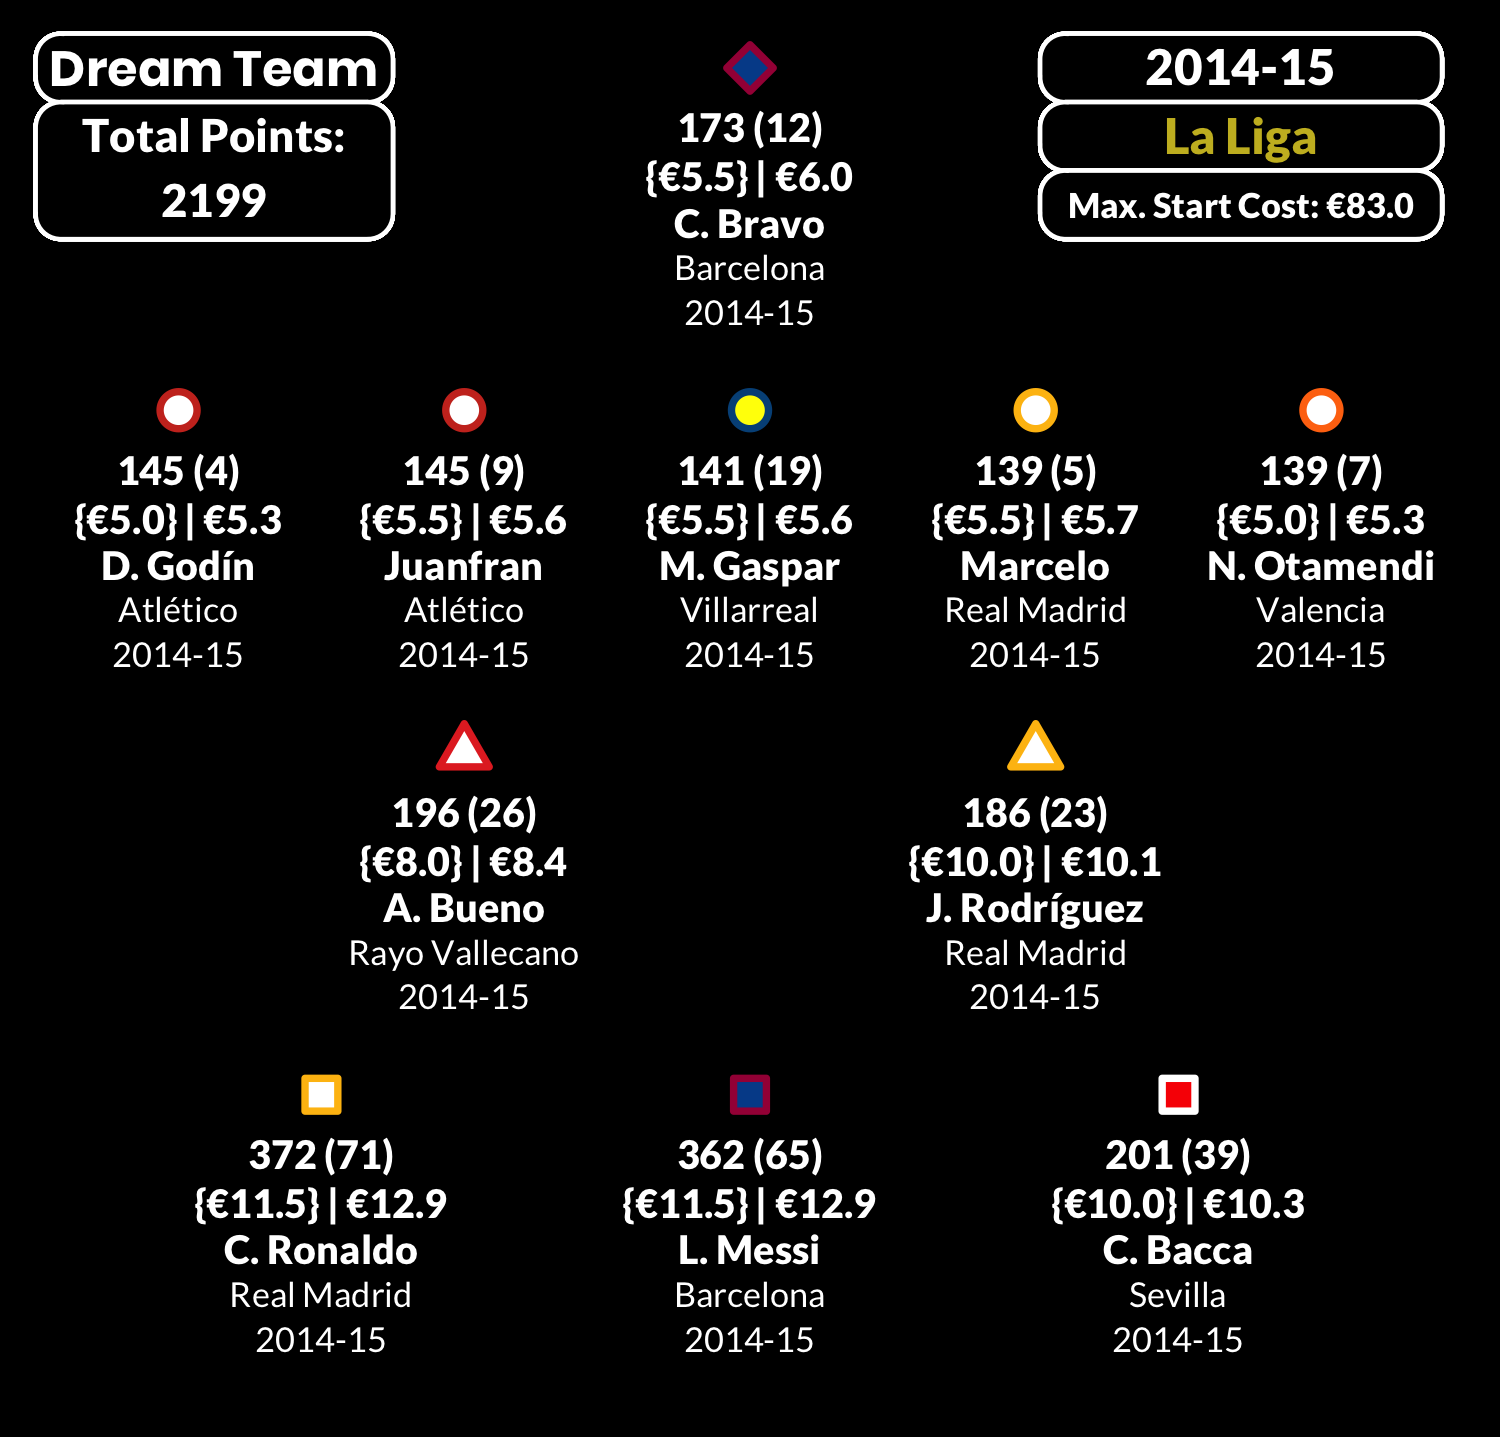 Dream Team
Total Points:
2199
2014-15
La Liga
Max. Start Cost: €83.0
173 (12)
{€5.5} | €6.0
C. Bravo
Barcelona
2014-15
145 (4)
{€5.0} | €5.3
D. Godín
Atlético
2014-15
145 (9)
{€5.5} | €5.6
Juanfran
Atlético
2014-15
141 (19)
{€5.5} | €5.6
M. Gaspar
Villarreal
2014-15
139 (5)
{€5.5} | €5.7
Marcelo
Real Madrid
2014-15
139 (7)
{€5.0} | €5.3
N. Otamendi
Valencia
2014-15
196 (26)
{€8.0} | €8.4
A. Bueno
Rayo Vallecano
2014-15
186 (23)
{€10.0} | €10.1
J. Rodríguez
Real Madrid
2014-15
372 (71)
{€11.5} | €12.9
C. Ronaldo
Real Madrid
2014-15
362 (65)
{€11.5} | €12.9
L. Messi
Barcelona
2014-15
201 (39)
{€10.0} | €10.3
C. Bacca
Sevilla
2014-15